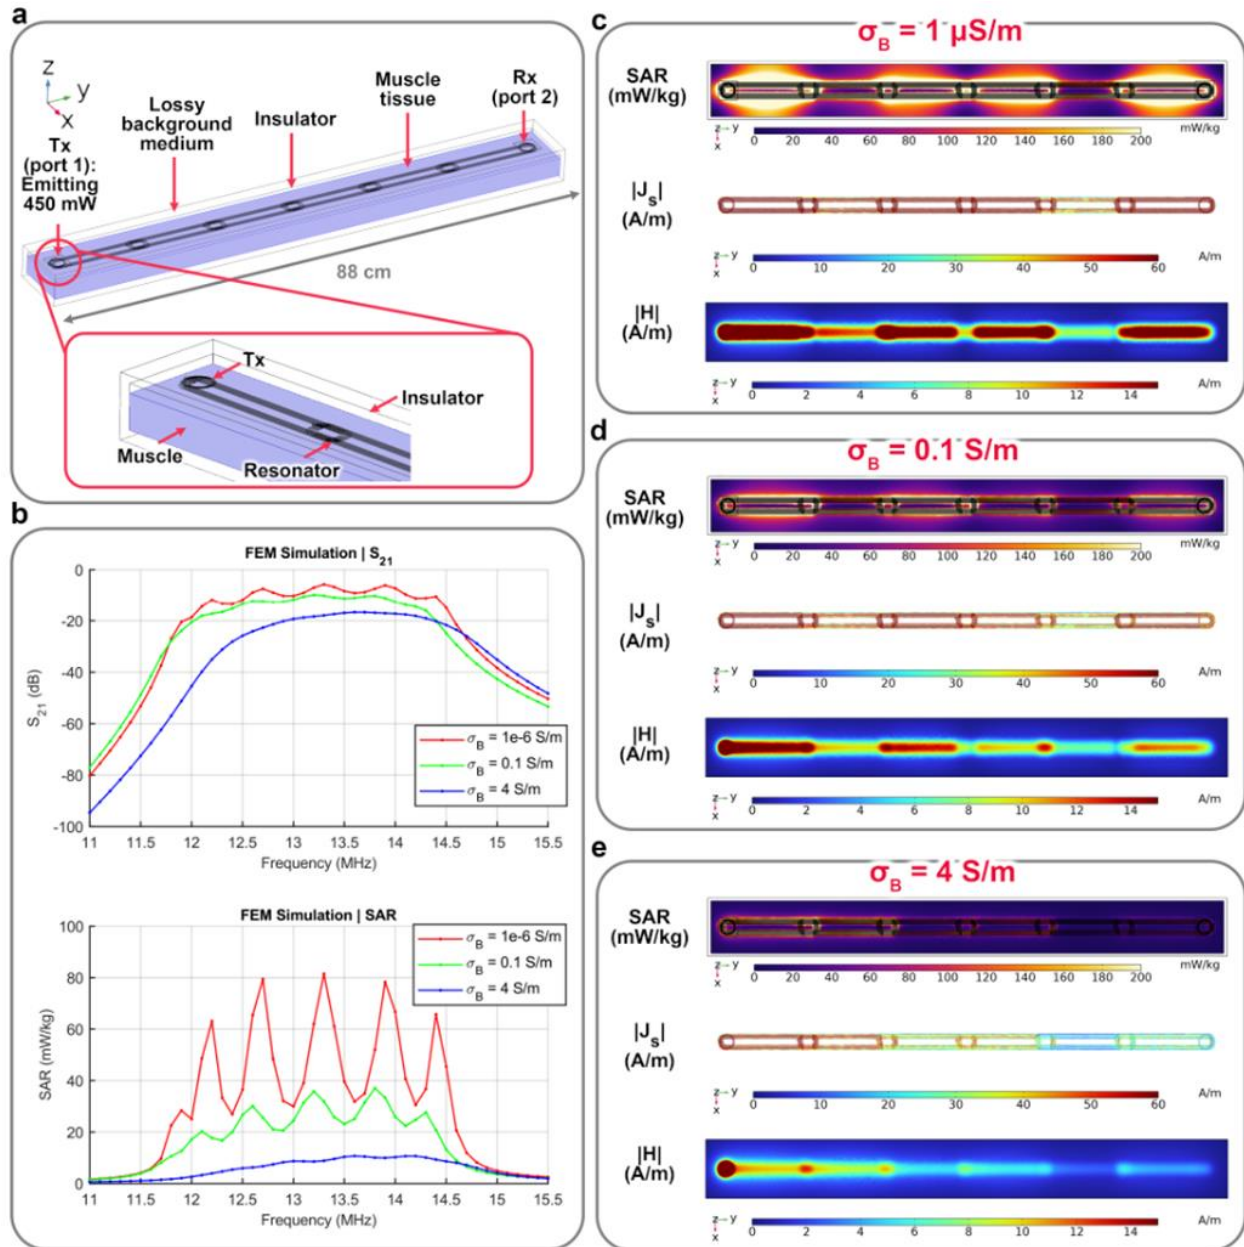 a
Z
y
x
Tx
(port 1):
Emitting
450 mW
Lossy
background
medium
Insulator
Muscle
tissue
Rx
(port 2)
88 cm
Tx
Insulator
Muscle
Resonator
b
FEM Simulation | S21
0
-20
-40
-60
-80
-100
S21 (dB)
σB = 1e-6 S/m
σB = 0.1 S/m
σB = 4 S/m
11 11.5 12 12.5 13 13.5 14 14.5 15 15.5
Frequency (MHz)
FEM Simulation | SAR
100
80
60
40
20
0
SAR (mW/kg)
σB = 1e-6 S/m
σB = 0.1 S/m
σB = 4 S/m
11 11.5 12 12.5 13 13.5 14 14.5 15 15.5
Frequency (MHz)
c
σB = 1 µS/m
SAR
(mW/kg)
z y
x
0 20 40 60 80 100 120 140 160 180 200 mW/kg
|Js|
(A/m)
z y
x
0 10 20 30 40 50 60 A/m
|H|
(A/m)
z y
x
0 2 4 6 8 10 12 14 A/m
d
σB = 0.1 S/m
SAR
(mW/kg)
z y
x
0 20 40 60 80 100 120 140 160 180 200 mW/kg
|Js|
(A/m)
z y
x
0 10 20 30 40 50 60 A/m
|H|
(A/m)
z y
x
0 2 4 6 8 10 12 14 A/m
e
σB = 4 S/m
SAR
(mW/kg)
z y
x
0 20 40 60 80 100 120 140 160 180 200 mW/kg
|Js|
(A/m)
z y
x
0 10 20 30 40 50 60 A/m
|H|
(A/m)
z y
x
0 2 4 6 8 10 12 14 A/m